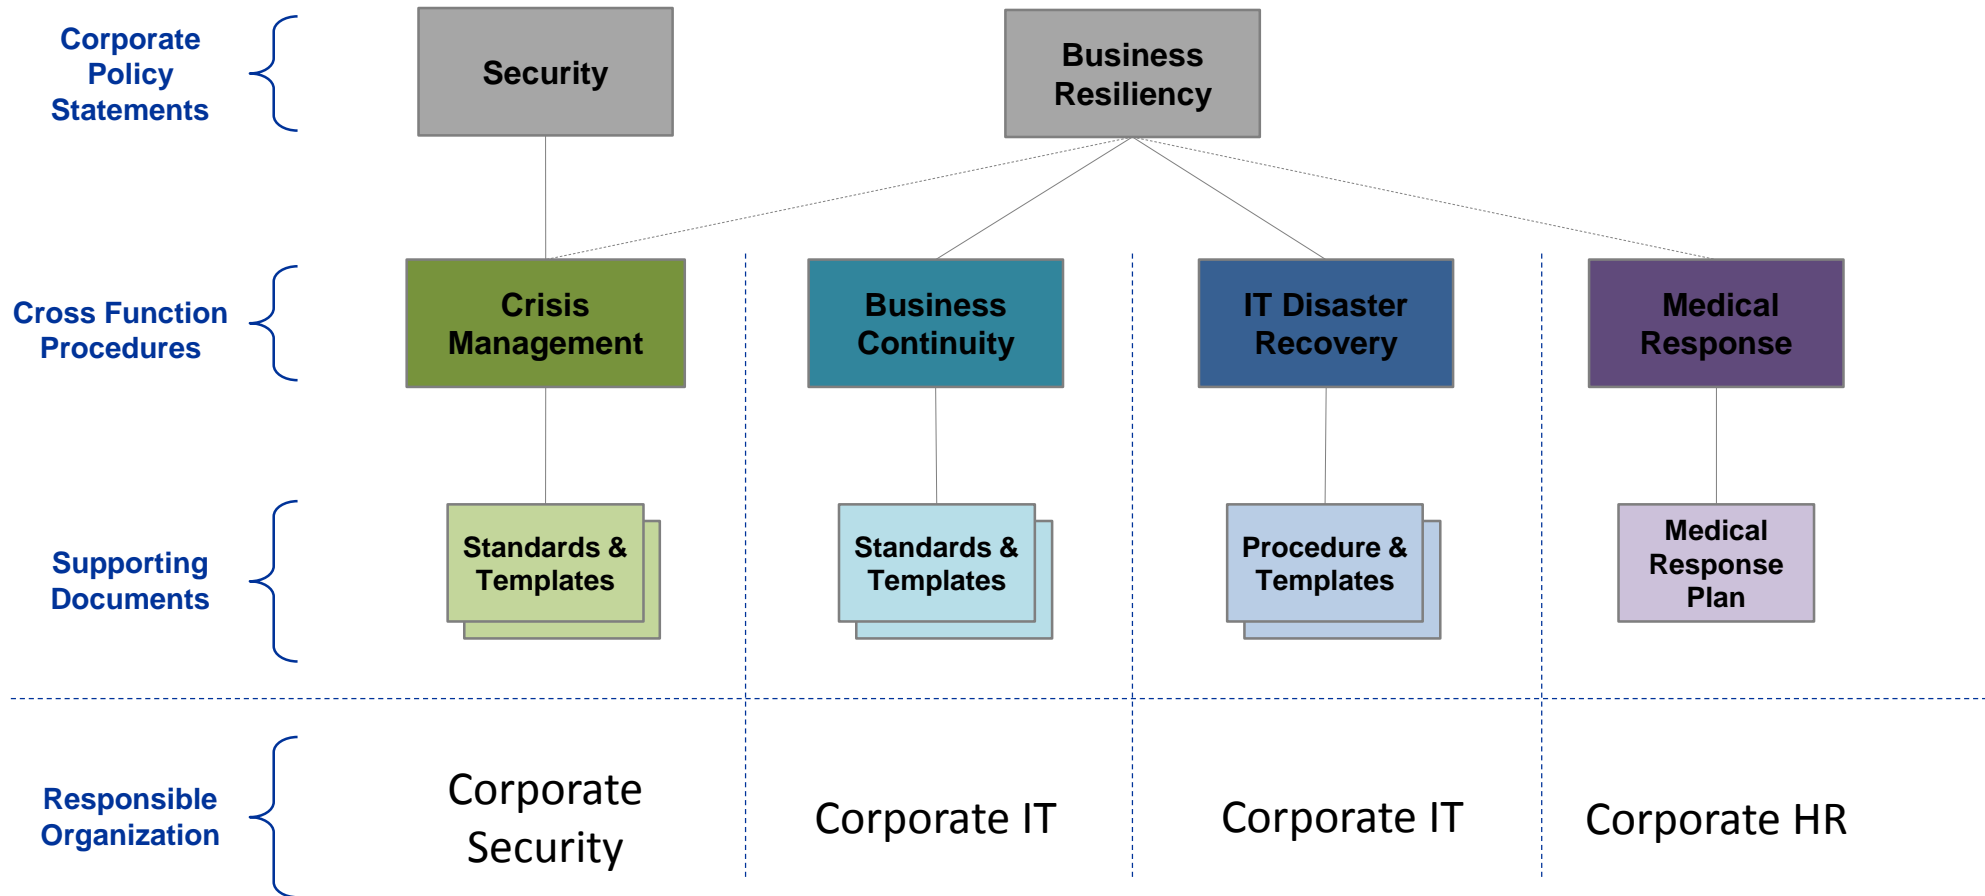 Corporate
Policy
Statements
Security
Business
Resiliency
Cross Function
Procedures
Crisis
Management
Business
Continuity
IT Disaster
Recovery
Medical
Response
Supporting
Documents
Standards &
Templates
Standards &
Templates
Procedure &
Templates
Medical
Response
Plan
Responsible
Organization
Corporate
Security
Corporate IT
Corporate IT
Corporate HR